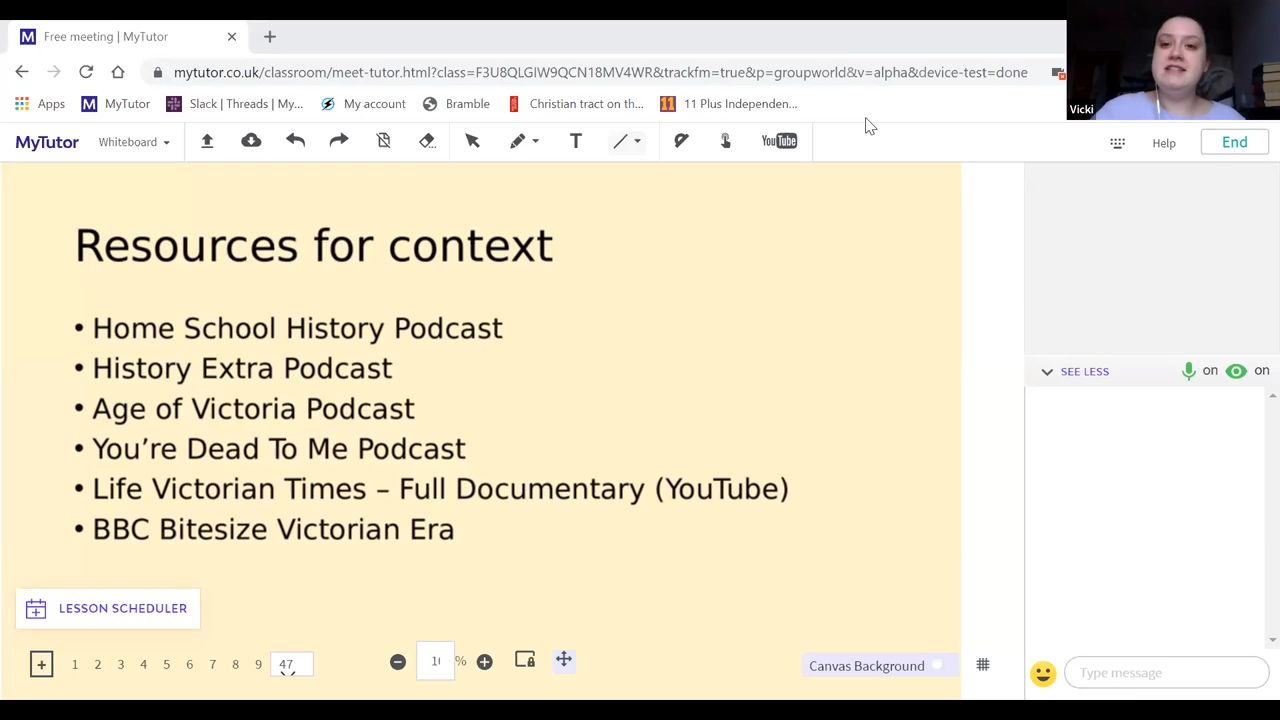 Free meeting | MyTutor
mytutor.co.uk/classroom/meet-tutor.html?class=F3U8QLGIW9QCN18MV4WR&trackfm=true&p=groupworld&v=alpha&device-test=done
Apps MyTutor Slack | Threads | My... My account Bramble Christian tract on th... 11 Plus Independen...
Vicki
MyTutor Whiteboard T YouTube Help End
Resources for context
• Home School History Podcast
• History Extra Podcast
• Age of Victoria Podcast
• You’re Dead To Me Podcast
• Life Victorian Times – Full Documentary (YouTube)
• BBC Bitesize Victorian Era
SEE LESS on on
LESSON SCHEDULER
1 2 3 4 5 6 7 8 9 47 %
Canvas Background
Type message